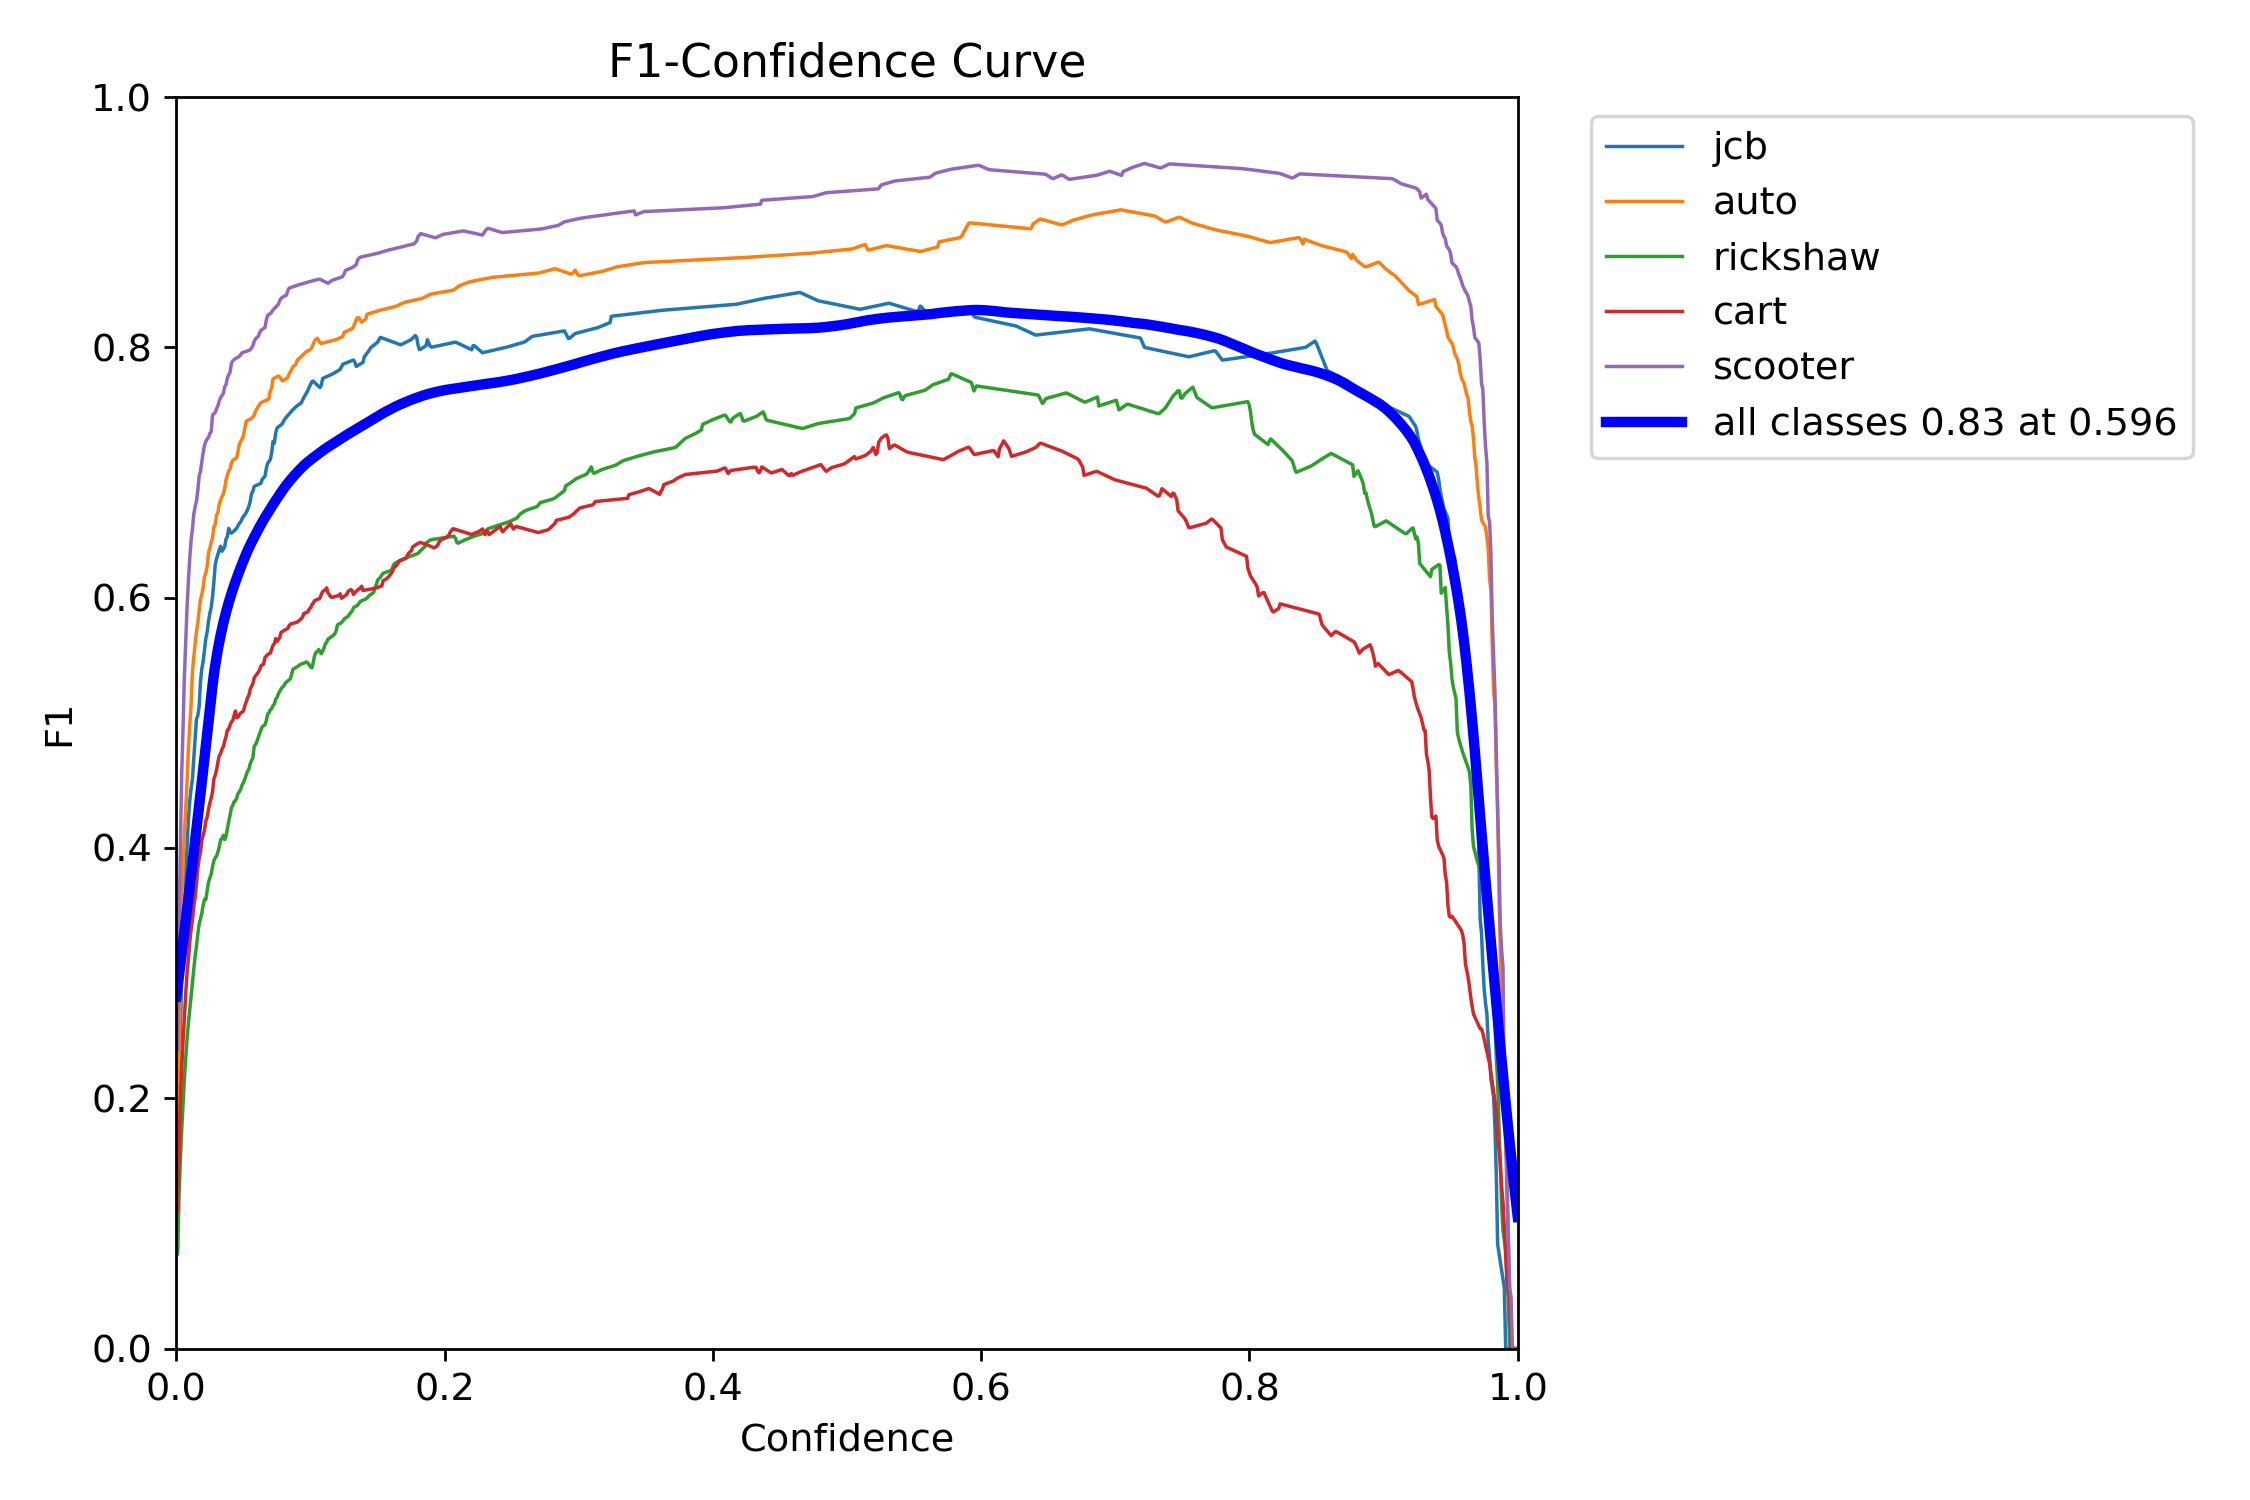 F1-Confidence Curve
1.0
0.8
0.6
0.4
0.2
0.0
F1
0.0 0.2 0.4 0.6 0.8 1.0
Confidence
jcb
auto
rickshaw
cart
scooter
all classes 0.83 at 0.596